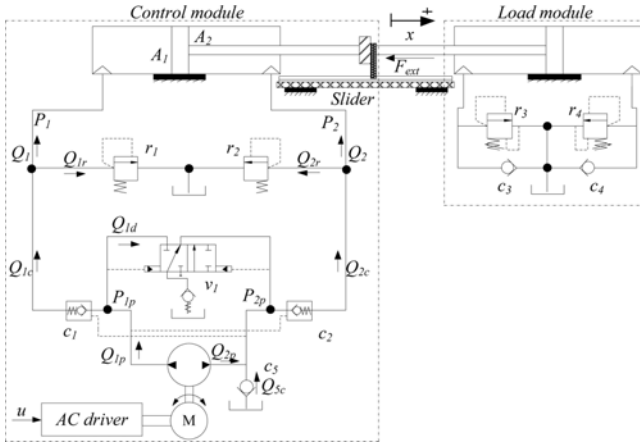 Control module
Load module
A1
A2
x
+
Fext
Slider
P1
P2
r3
r4
Q1
Q1r
r1
r2
Q2r
Q2
c3
c4
Q1d
Q1c
v1
Q2c
P1p
P2p
c1
c2
Q1p
Q2p
c5
Q5c
u
AC driver
M